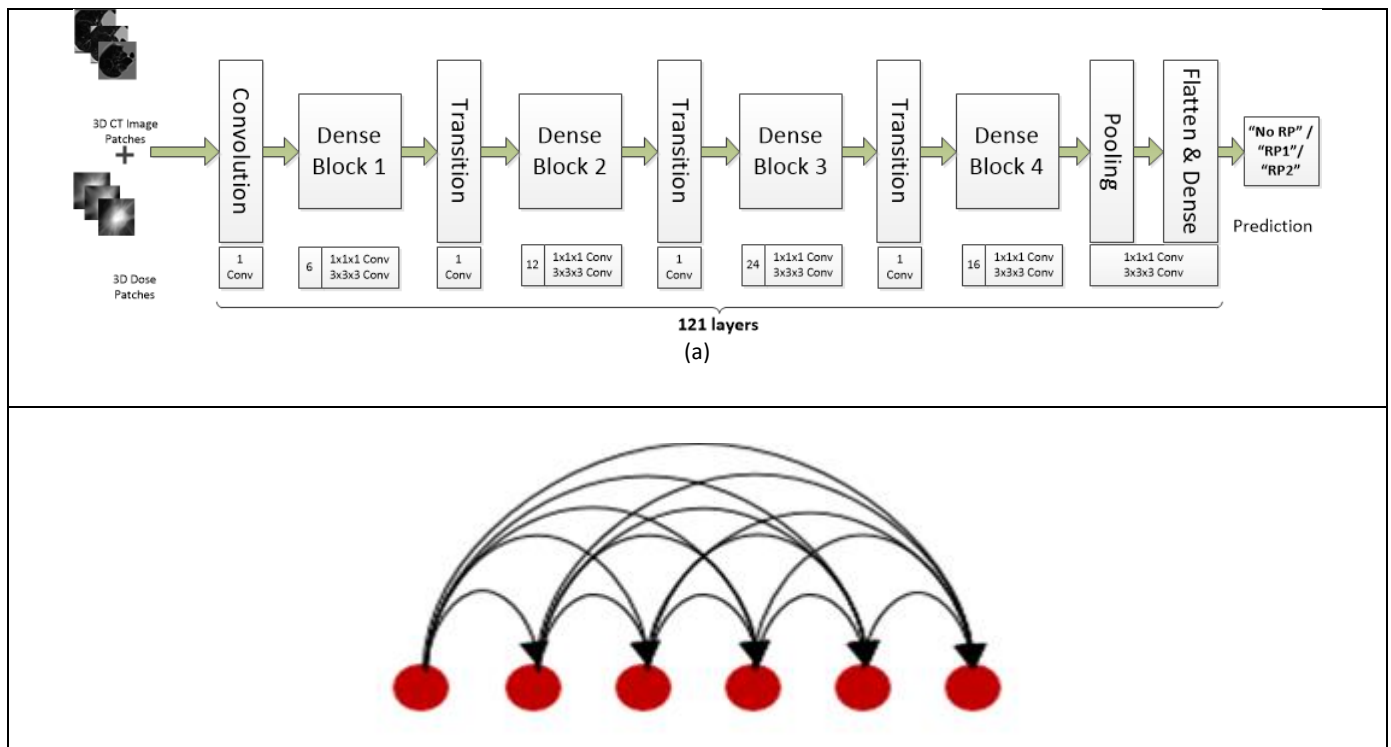 3D CT Image
Patches
+
3D Dose
Patches
Convolution
Dense
Block 1
Transition
Dense
Block 2
Transition
Dense
Block 3
Transition
Dense
Block 4
Pooling
Flatten & Dense
“No RP” /
“RP1”/
“RP2”
Prediction
1
Conv
6
1x1x1 Conv
3x3x3 Conv
1
Conv
12
1x1x1 Conv
3x3x3 Conv
1
Conv
24
1x1x1 Conv
3x3x3 Conv
1
Conv
16
1x1x1 Conv
3x3x3 Conv
1x1x1 Conv
3x3x3 Conv
121 layers
(a)